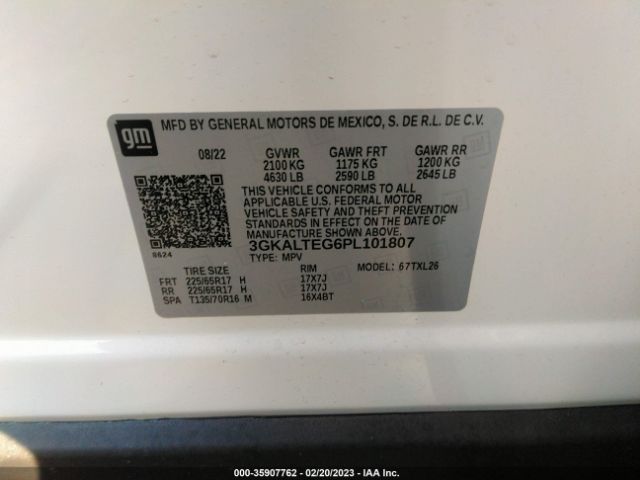 gm
MFD BY GENERAL MOTORS DE MEXICO, S. DE R.L. DE C.V.
08/22 GVWR GAWR FRT GAWR RR
2100 KG 1175 KG 1200 KG
4630 LB 2590 LB 2645 LB
THIS VEHICLE CONFORMS TO ALL
APPLICABLE U.S. FEDERAL MOTOR
VEHICLE SAFETY AND THEFT PREVENTION
STANDARDS IN EFFECT ON THE DATE OF
MANUFACTURE SHOWN ABOVE.
8624 3GKALTEG6PL101807
TYPE: MPV MODEL: 67TXL26
TIRE SIZE RIM
FRT 225/65R17 H 17X7J
RR 225/65R17 H 17X7J
SPA T135/70R16 M 16X4BT
000-35907762 - 02/20/2023 - IAA Inc.